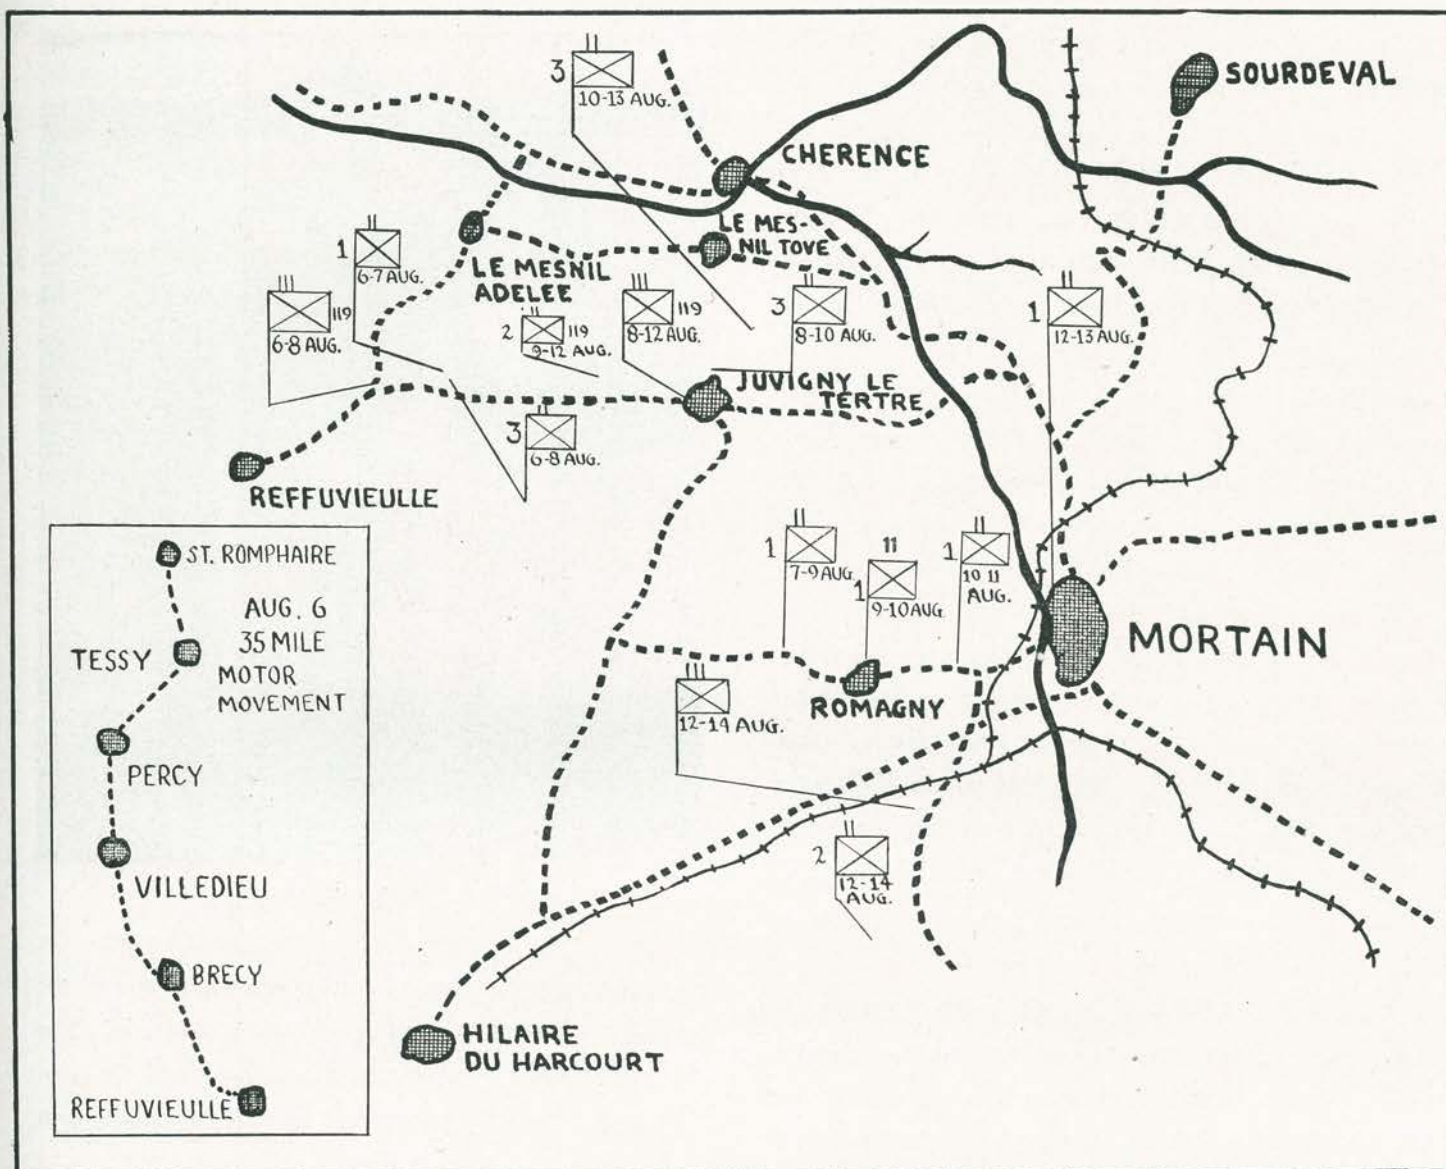 3
10-13 AUG.
SOURDEVAL
CHERENCE
LE MES-
NIL TOVE
1
6-7 AUG.
LE MESNIL
ADELEE
119
6-8 AUG.
2
119
9-12 AUG.
119
8-12 AUG.
3
8-10 AUG.
1
12-13 AUG.
JUVIGNY LE
TERTRE
3
6-8 AUG.
REFFUVIEULLE
1
7-9 AUG.
11
1
9-10 AUG.
1
10 11
AUG.
MORTAIN
ROMAGNY
12-14 AUG.
2
12-14
AUG.
HILAIRE
DU HARCOURT
ST. ROMPHAIRE
AUG. 6
35 MILE
MOTOR
MOVEMENT
TESSY
PERCY
VILLEDIEU
BRECY
REFFUVIEULLE